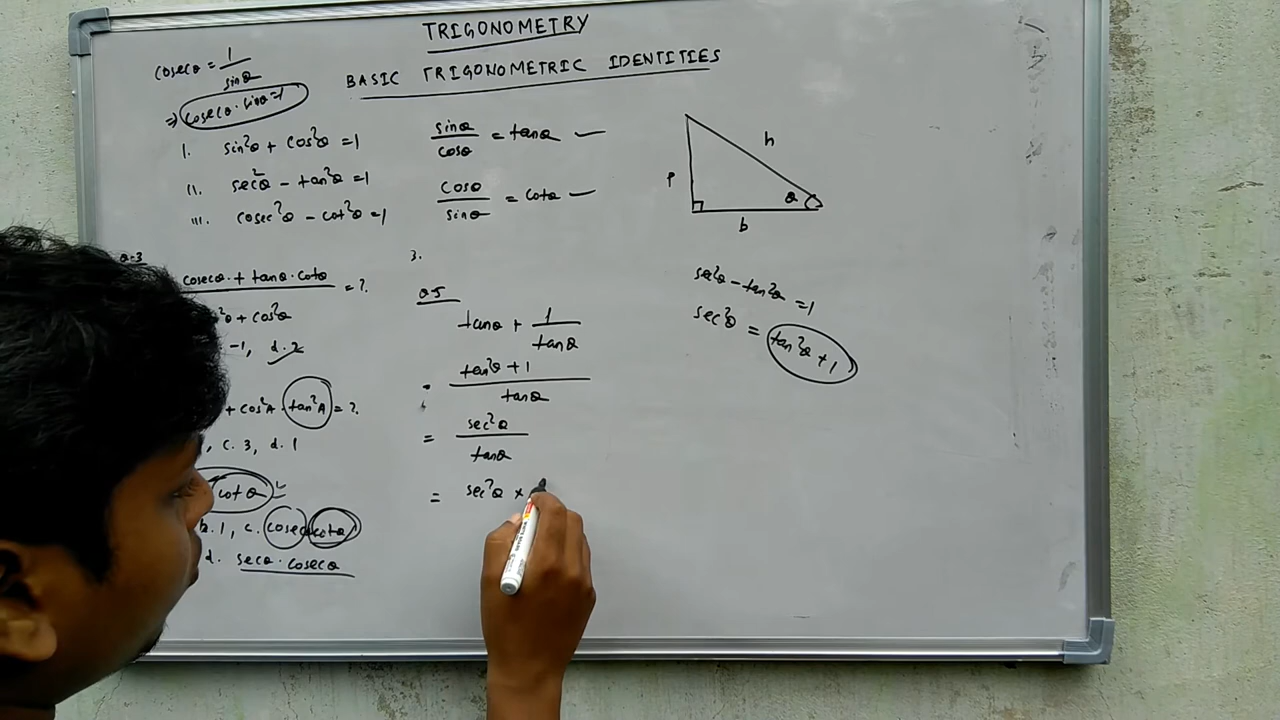 TRIGONOMETRY
BASIC TRIGONOMETRIC IDENTITIES
cosecθ = 1/sinθ
⇒ cosecθ·sinθ=1
I. sin²θ + cos²θ = 1
II. sec²θ - tan²θ = 1
III. cosec²θ - cot²θ = 1
sinθ/cosθ = tanθ
cosθ/sinθ = cotθ
p
h
b
θ
Q.3
cosecθ + tanθ·cotθ = ?
θ + cos²θ
-1, d. 2
+ cos²A · tan²A = ?
, c. 3, d. 1
cotθ
b. 1, c. cosecθ cotθ
d. secθ·cosecθ
3.
Q.5
tanθ + 1/tanθ
= tan²θ + 1/tanθ
= sec²θ/tanθ
= sec²θ ×
sec²θ - tan²θ = 1
sec²θ = tan²θ + 1